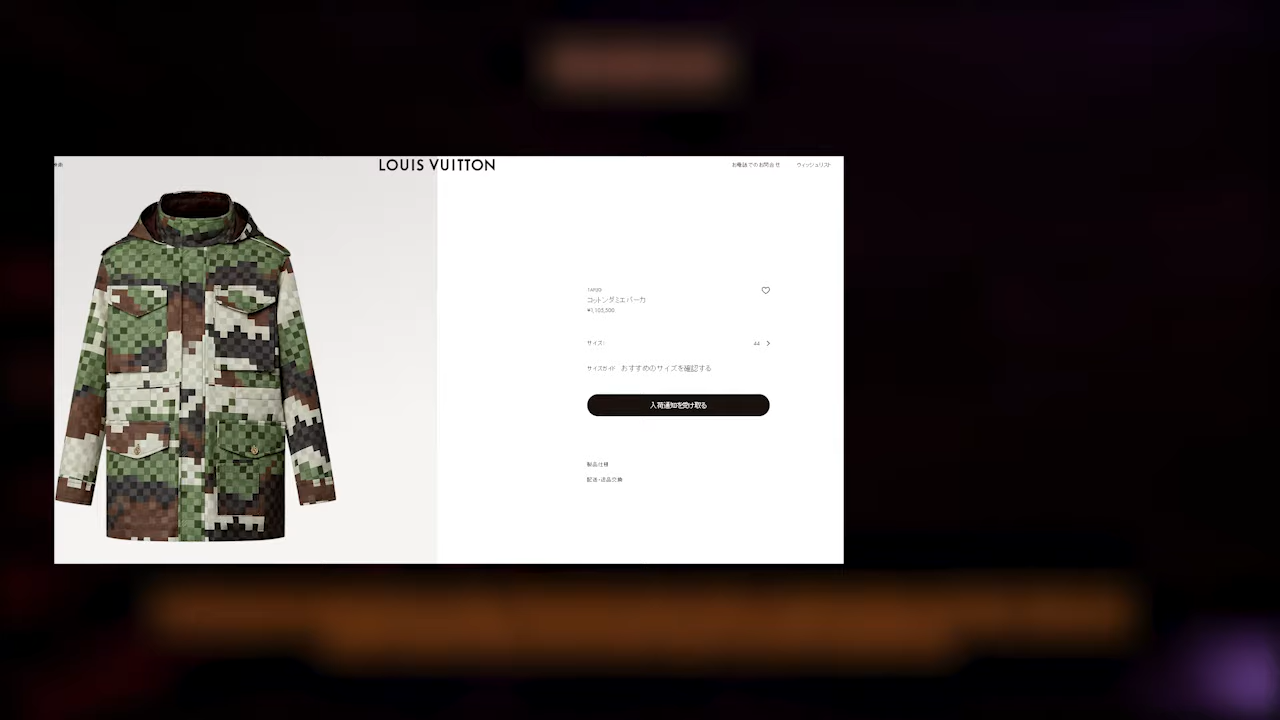 LOUIS VUITTON
お電話でのお問合せ ウィッシュリスト
コットンダミエ パーカ
¥1,103,300
サイズ: 44
サイズガイド おすすめのサイズを確認する
入荷通知を受け取る
製品仕様
配送・返品交換